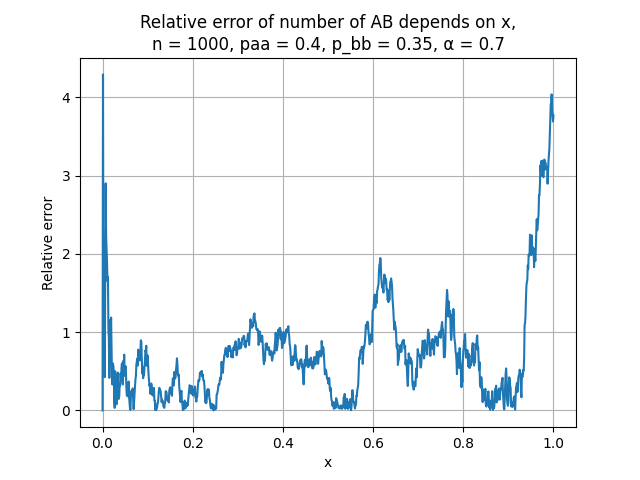 Relative error of number of AB depends on x,
n = 1000, paa = 0.4, p_bb = 0.35, α = 0.7
Relative error
4
3
2
1
0
0.0 0.2 0.4 0.6 0.8 1.0
x